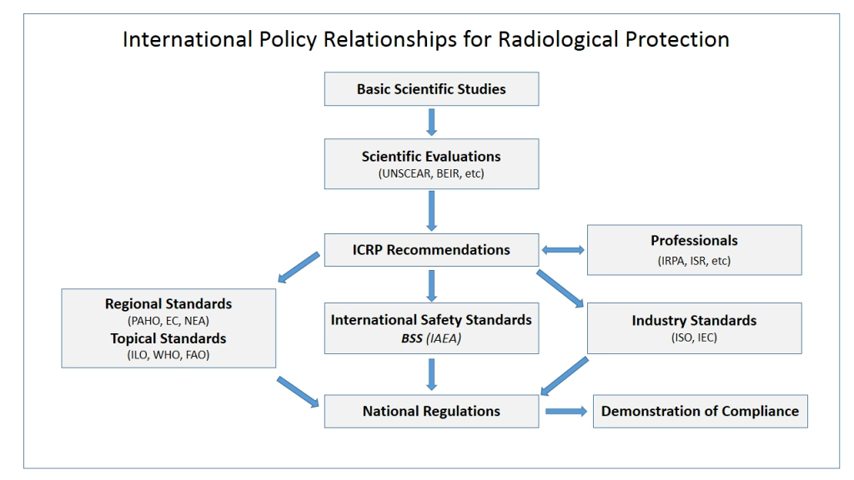 International Policy Relationships for Radiological Protection
Basic Scientific Studies
Scientific Evaluations
(UNSCEAR, BEIR, etc)
ICRP Recommendations
Professionals
(IRPA, ISR, etc)
Regional Standards
(PAHO, EC, NEA)
Topical Standards
(ILO, WHO, FAO)
International Safety Standards
BSS (IAEA)
Industry Standards
(ISO, IEC)
National Regulations
Demonstration of Compliance